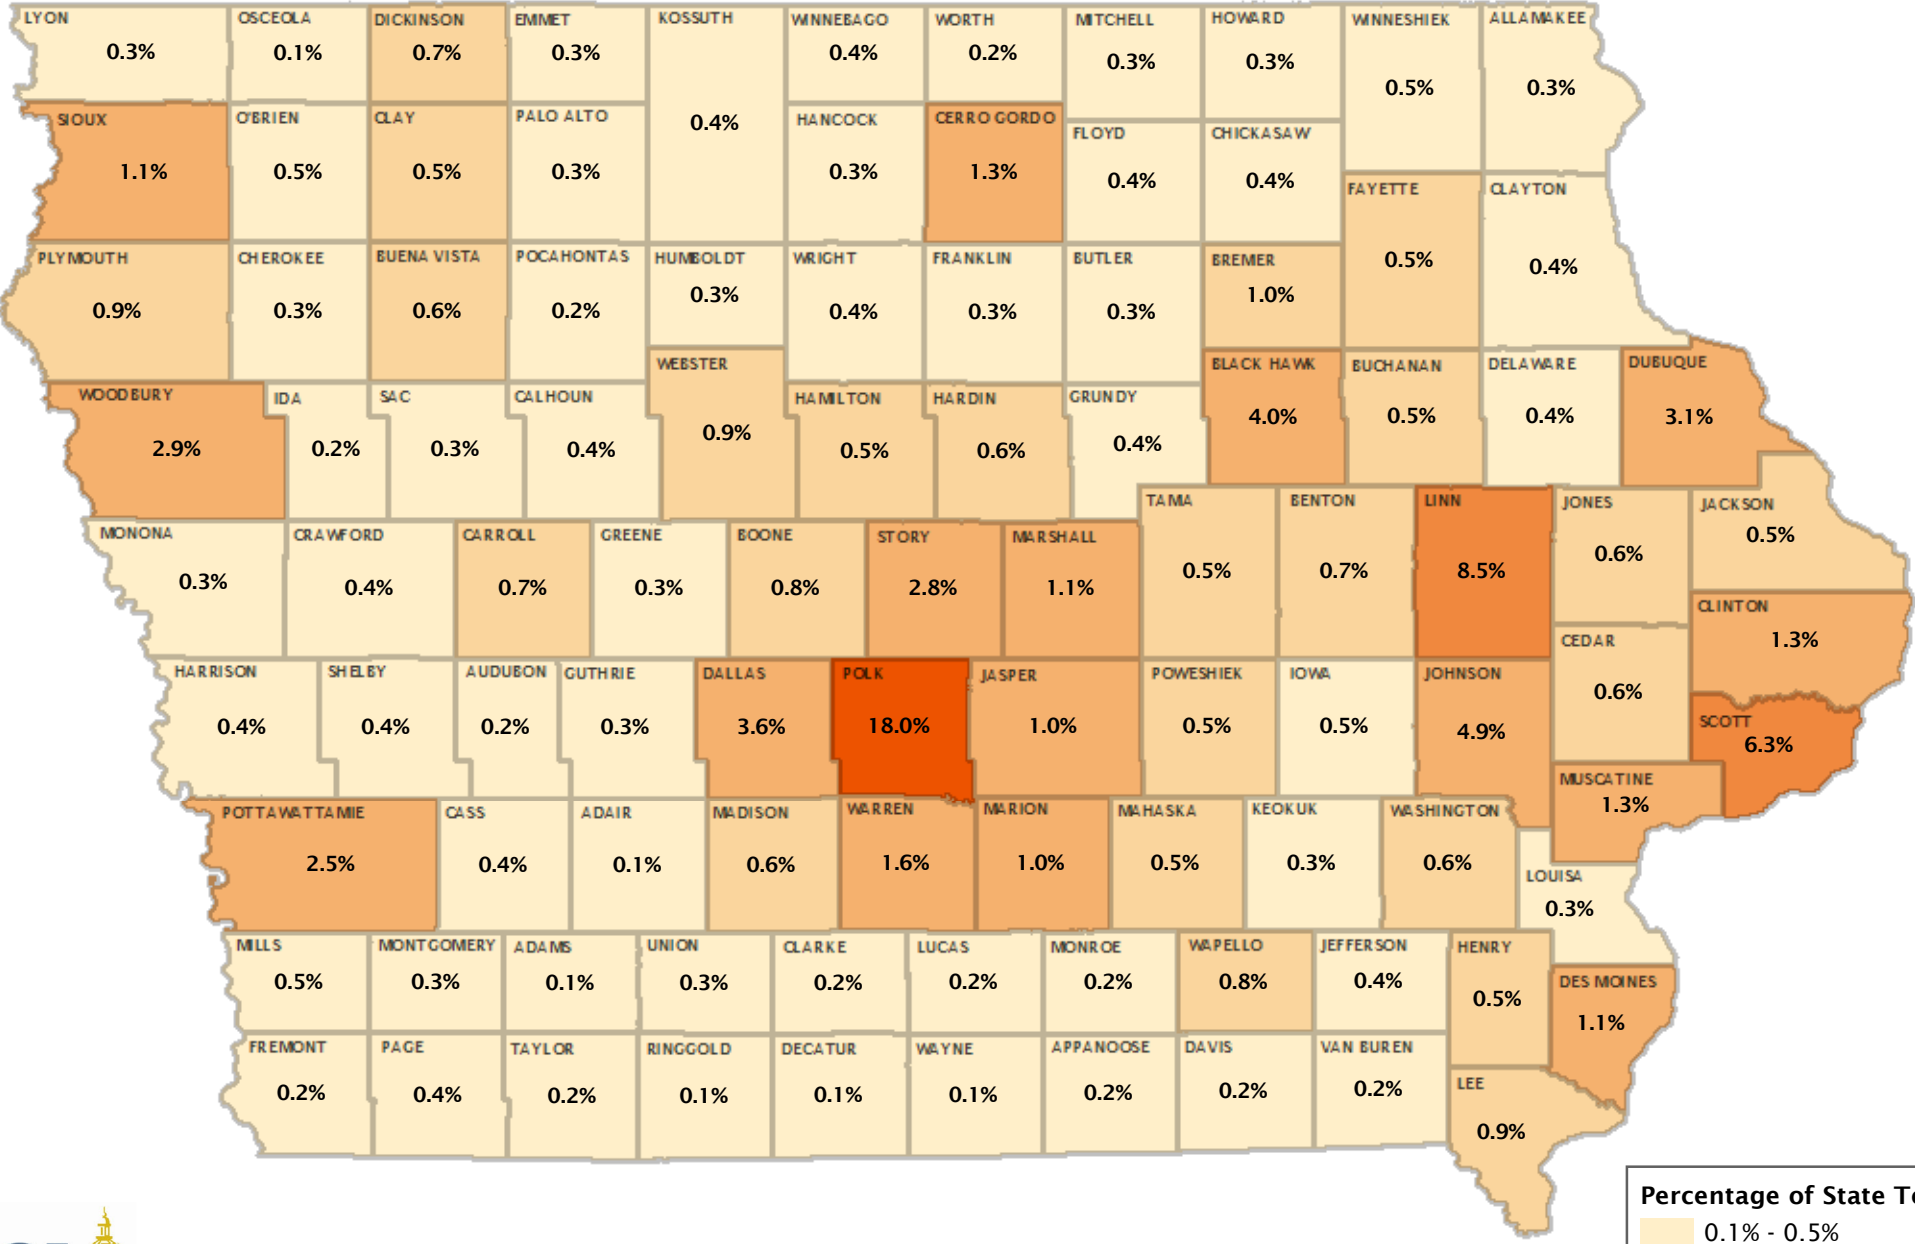 LYON
0.3%
OSCEOLA
0.1%
DICKINSON
0.7%
EMMET
0.3%
KOSSUTH
0.4%
WINNEBAGO
0.4%
WORTH
0.2%
MITCHELL
0.3%
HOWARD
0.3%
WINNESHIEK
0.5%
ALLAMAKEE
0.3%
SIOUX
1.1%
O'BRIEN
0.5%
CLAY
0.5%
PALO ALTO
0.3%
HANCOCK
0.3%
CERRO GORDO
1.3%
FLOYD
0.4%
CHICKASAW
0.4%
FAYETTE
0.5%
CLAYTON
0.4%
PLYMOUTH
0.9%
CHEROKEE
0.3%
BUENA VISTA
0.6%
POCAHONTAS
0.2%
HUMBOLDT
0.3%
WRIGHT
0.4%
FRANKLIN
0.3%
BUTLER
0.3%
BREMER
1.0%
WOODBURY
2.9%
IDA
0.2%
SAC
0.3%
CALHOUN
0.4%
WEBSTER
0.9%
HAMILTON
0.5%
HARDIN
0.6%
GRUNDY
0.4%
BLACK HAWK
4.0%
BUCHANAN
0.5%
DELAWARE
0.4%
DUBUQUE
3.1%
MONONA
0.3%
CRAWFORD
0.4%
CARROLL
0.7%
GREENE
0.3%
BOONE
0.8%
STORY
2.8%
MARSHALL
1.1%
TAMA
0.5%
BENTON
0.7%
LINN
8.5%
JONES
0.6%
JACKSON
0.5%
CLINTON
1.3%
HARRISON
0.4%
SHELBY
0.4%
AUDUBON
0.2%
GUTHRIE
0.3%
DALLAS
3.6%
POLK
18.0%
JASPER
1.0%
POWESHIEK
0.5%
IOWA
0.5%
JOHNSON
4.9%
CEDAR
0.6%
SCOTT
6.3%
MUSCATINE
1.3%
POTTAWATTAMIE
2.5%
CASS
0.4%
ADAIR
0.1%
MADISON
0.6%
WARREN
1.6%
MARION
1.0%
MAHASKA
0.5%
KEOKUK
0.3%
WASHINGTON
0.6%
LOUISA
0.3%
MILLS
0.5%
MONTGOMERY
0.3%
ADAMS
0.1%
UNION
0.3%
CLARKE
0.2%
LUCAS
0.2%
MONROE
0.2%
WAPELLO
0.8%
JEFFERSON
0.4%
HENRY
0.5%
DES MOINES
1.1%
FREMONT
0.2%
PAGE
0.4%
TAYLOR
0.2%
RINGGOLD
0.1%
DECATUR
0.1%
WAYNE
0.1%
APPANOOSE
0.2%
DAVIS
0.2%
VAN BUREN
0.2%
LEE
0.9%
Percentage of State
0.1% - 0.5%